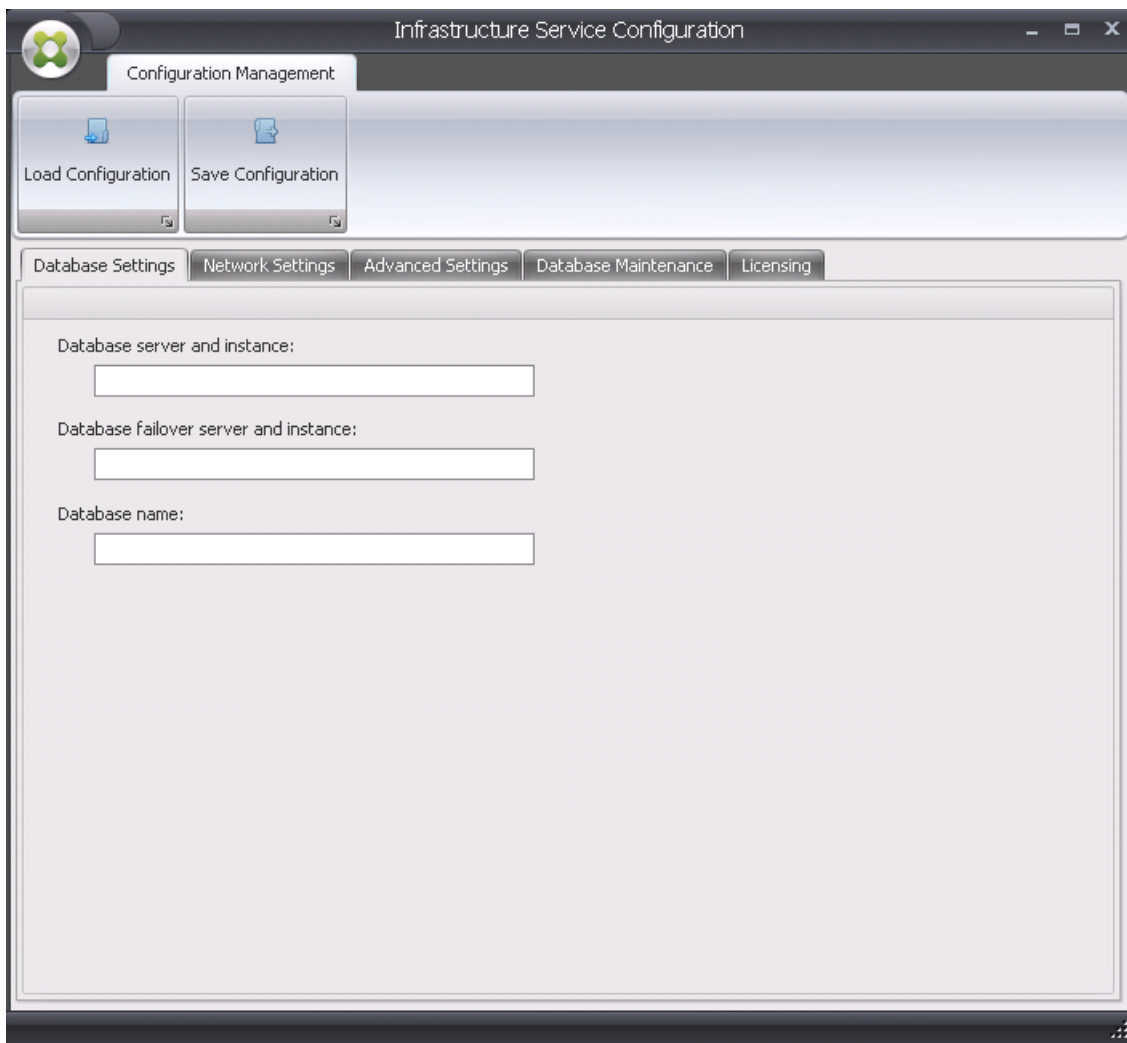 Infrastructure Service Configuration
Configuration Management
Load Configuration
Save Configuration
Database Settings
Network Settings
Advanced Settings
Database Maintenance
Licensing
Database server and instance:
Database failover server and instance:
Database name: